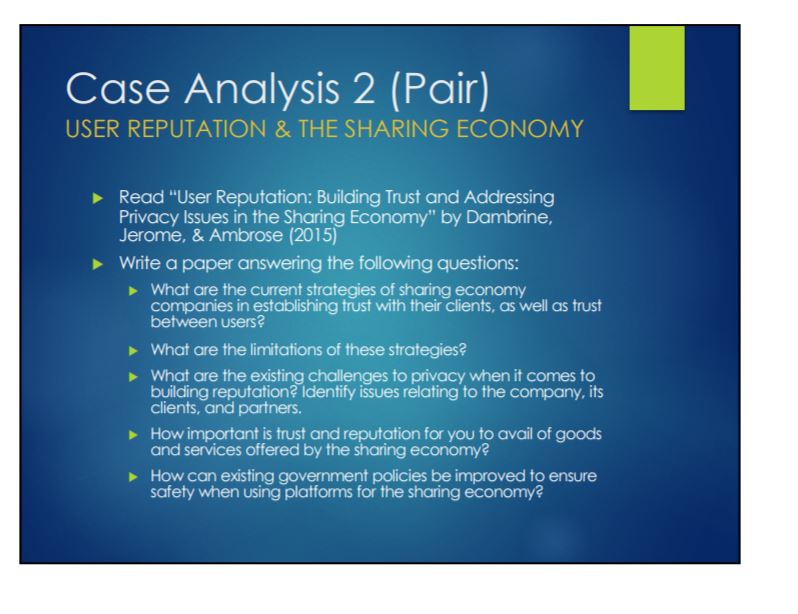 Case Analysis 2 (Pair)
USER REPUTATION & THE SHARING ECONOMY
Read “User Reputation: Building Trust and Addressing
Privacy Issues in the Sharing Economy” by Dambrine,
Jerome, & Ambrose (2015)
Write a paper answering the following questions:
What are the current strategies of sharing economy
companies in establishing trust with their clients, as well as trust
between users?
What are the limitations of these strategies?
What are the existing challenges to privacy when it comes to
building reputation? Identify issues relating to the company, its
clients, and partners.
How important is trust and reputation for you to avail of goods
and services offered by the sharing economy?
How can existing government policies be improved to ensure
safety when using platforms for the sharing economy?